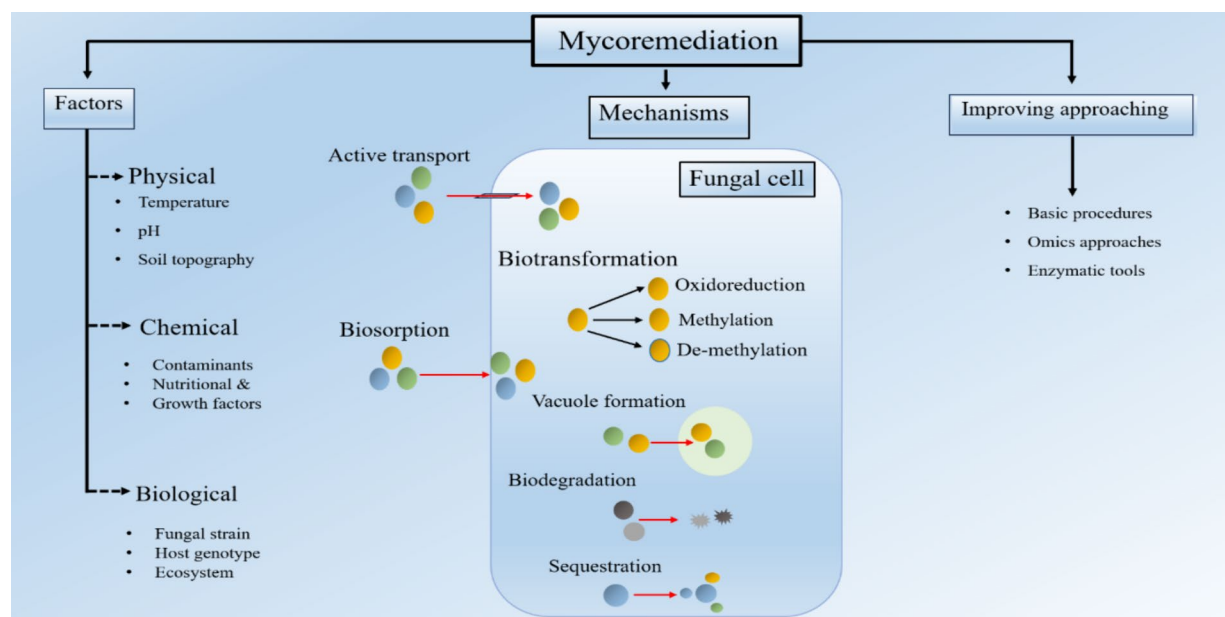 Mycoremediation
Factors
Physical
• Temperature
• pH
• Soil topography
Chemical
• Contaminants
• Nutritional &
• Growth factors
Biological
• Fungal strain
• Host genotype
• Ecosystem
Mechanisms
Fungal cell
Active transport
Biotransformation
Oxidoreduction
Methylation
De-methylation
Biosorption
Vacuole formation
Biodegradation
Sequestration
Improving approaching
• Basic procedures
• Omics approaches
• Enzymatic tools